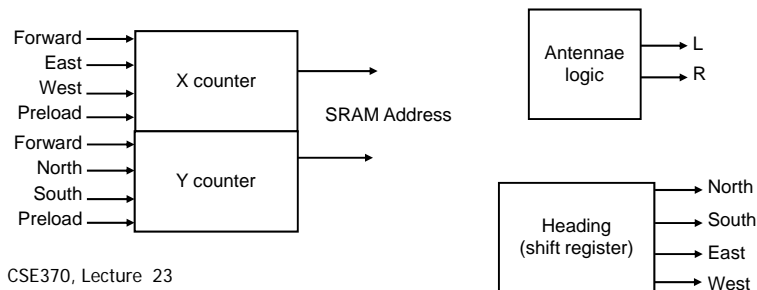 Forward
East
West
Preload
X counter
Forward
North
South
Preload
Y counter
SRAM Address
Antennae
logic
L
R
Heading
(shift register)
North
South
East
West
CSE370, Lecture 23